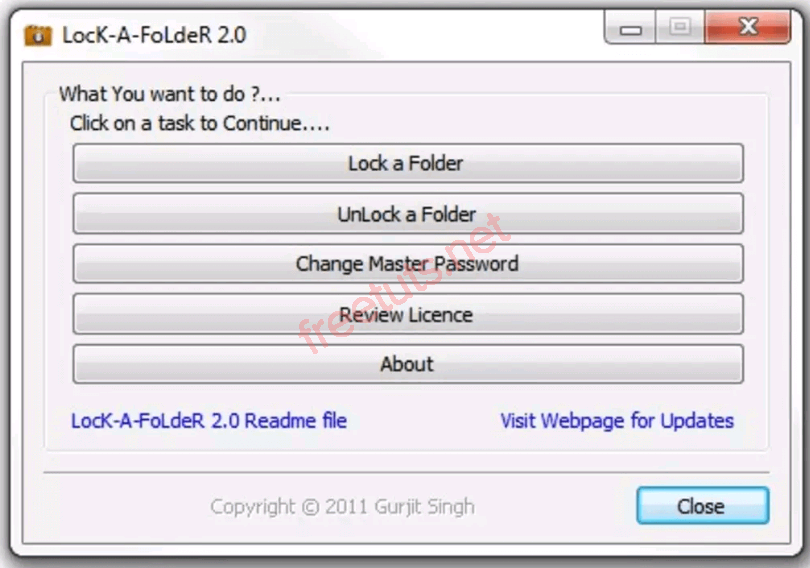 LocK-A-FoLdeR 2.0
What You want to do ?...
Click on a task to Continue....
Lock a Folder
UnLock a Folder
Change Master Password
Review Licence
About
freetuts.net
LocK-A-FoLdeR 2.0 Readme file
Visit Webpage for Updates
Copyright © 2011 Gurjit Singh
Close